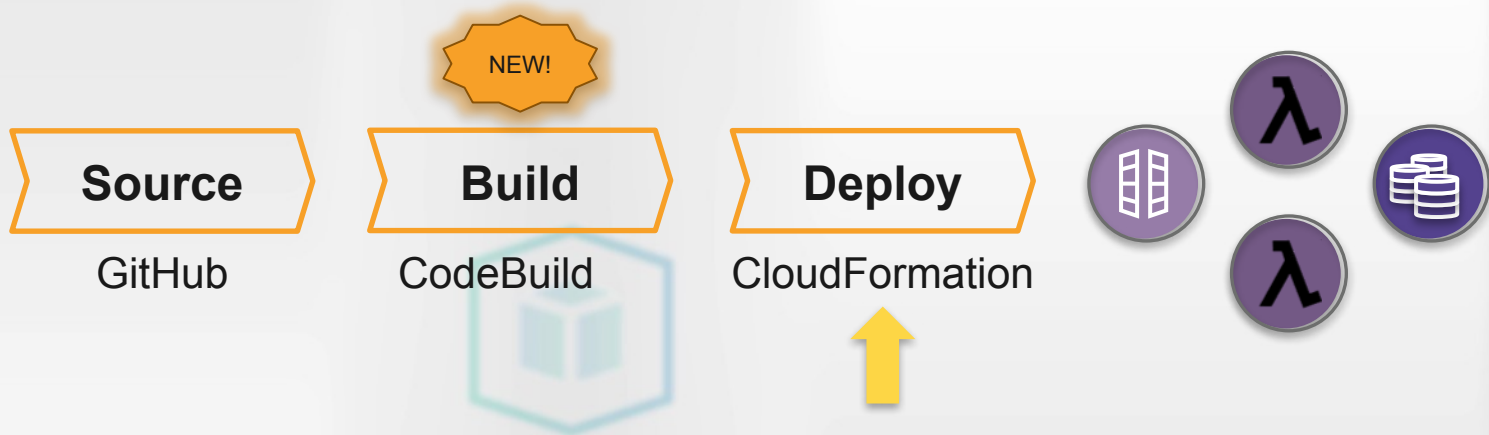 NEW!
Source
Build
Deploy
GitHub
CodeBuild
CloudFormation
λ
λ